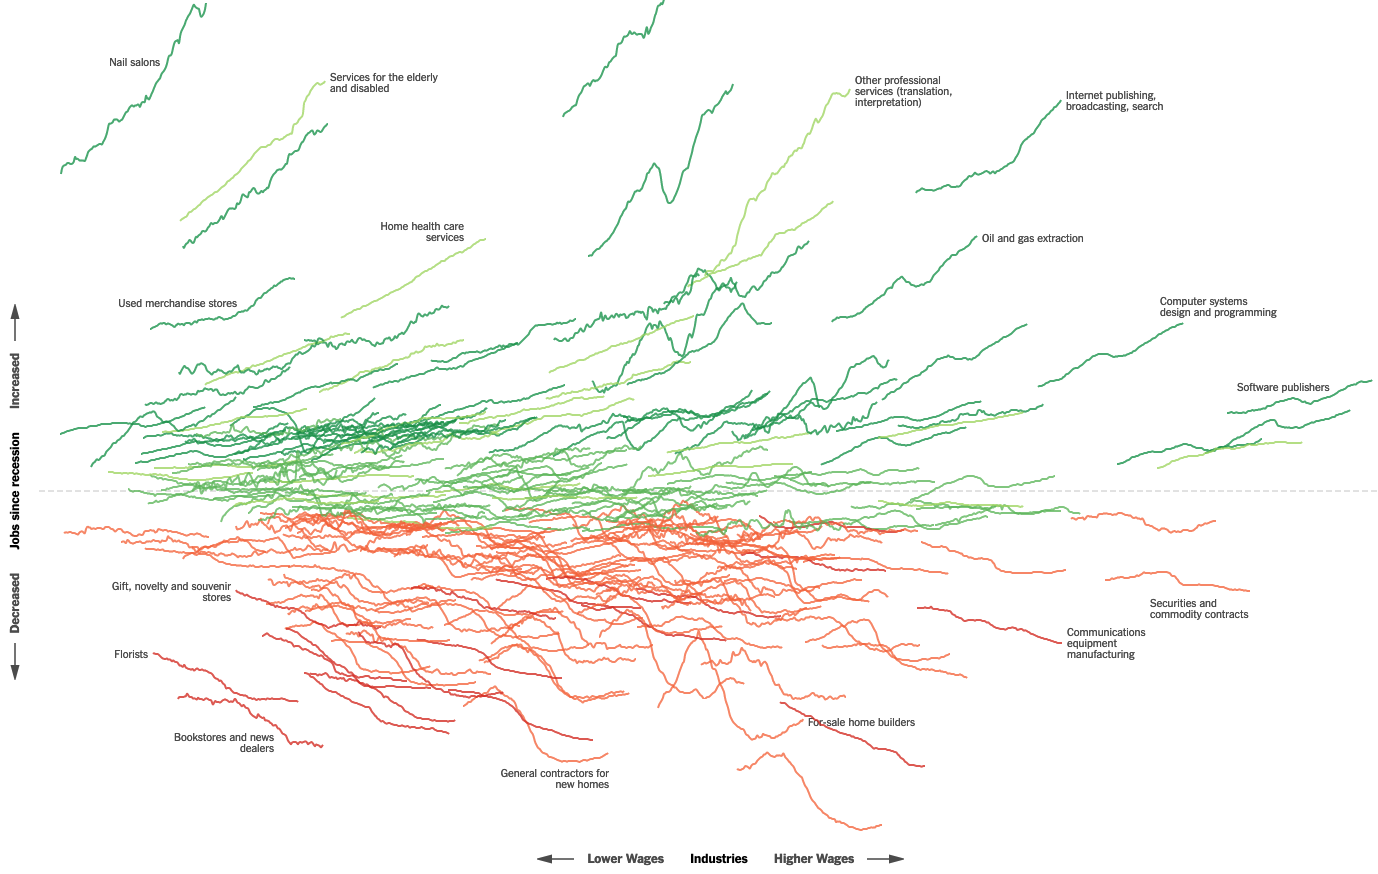 Nail salons
Services for the elderly
and disabled
Other professional
services (translation,
interpretation)
Internet publishing,
broadcasting, search
Home health care
services
Oil and gas extraction
Used merchandise stores
Computer systems
design and programming
Software publishers
Increased
Jobs since recession
Decreased
Gift, novelty and souvenir
stores
Securities and
commodity contracts
Communications
equipment
manufacturing
Florists
For-sale home builders
Bookstores and news
dealers
General contractors for
new homes
Lower Wages Industries Higher Wages